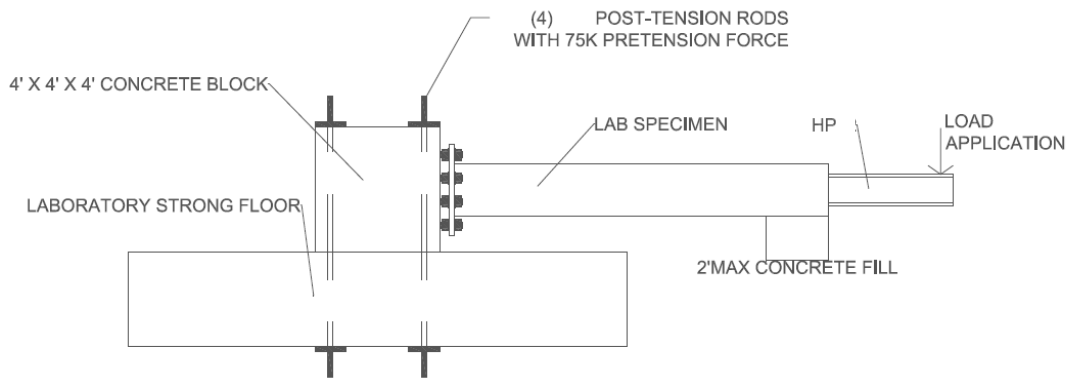 (4) POST-TENSION RODS
WITH 75K PRETENSION FORCE
4' X 4' X 4' CONCRETE BLOCK
LAB SPECIMEN
HP
LOAD
APPLICATION
LABORATORY STRONG FLOOR
2'MAX CONCRETE FILL